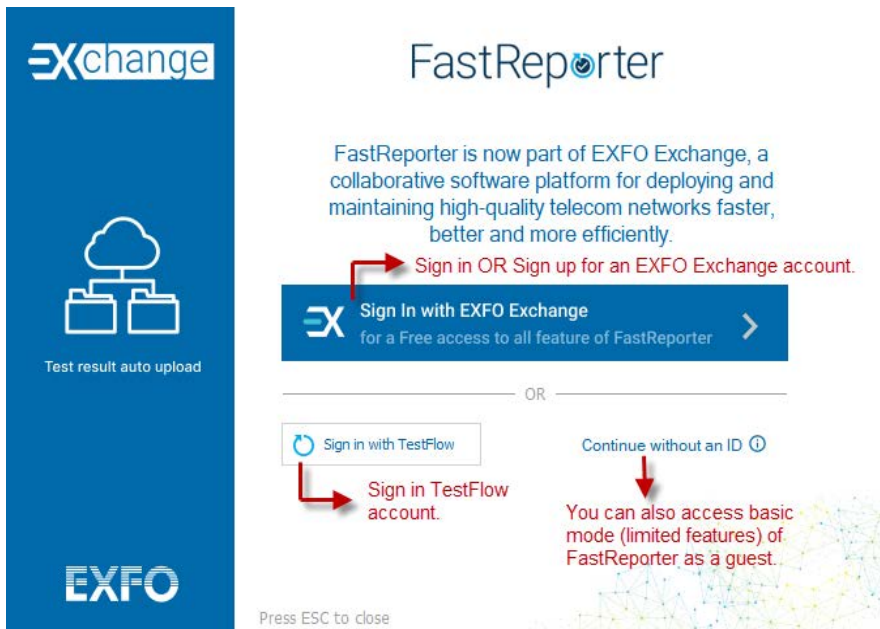 EXchange
FastReporter
FastReporter is now part of EXFO Exchange, a
collaborative software platform for deploying and
maintaining high-quality telecom networks faster,
better and more efficiently.
Sign in OR Sign up for an EXFO Exchange account.
EX
Sign In with EXFO Exchange
for a Free access to all feature of FastReporter
Test result auto upload
OR
Sign in with TestFlow
Continue without an ID
Sign in TestFlow
account.
You can also access basic
mode (limited features) of
FastReporter as a guest.
EXFO
Press ESC to close